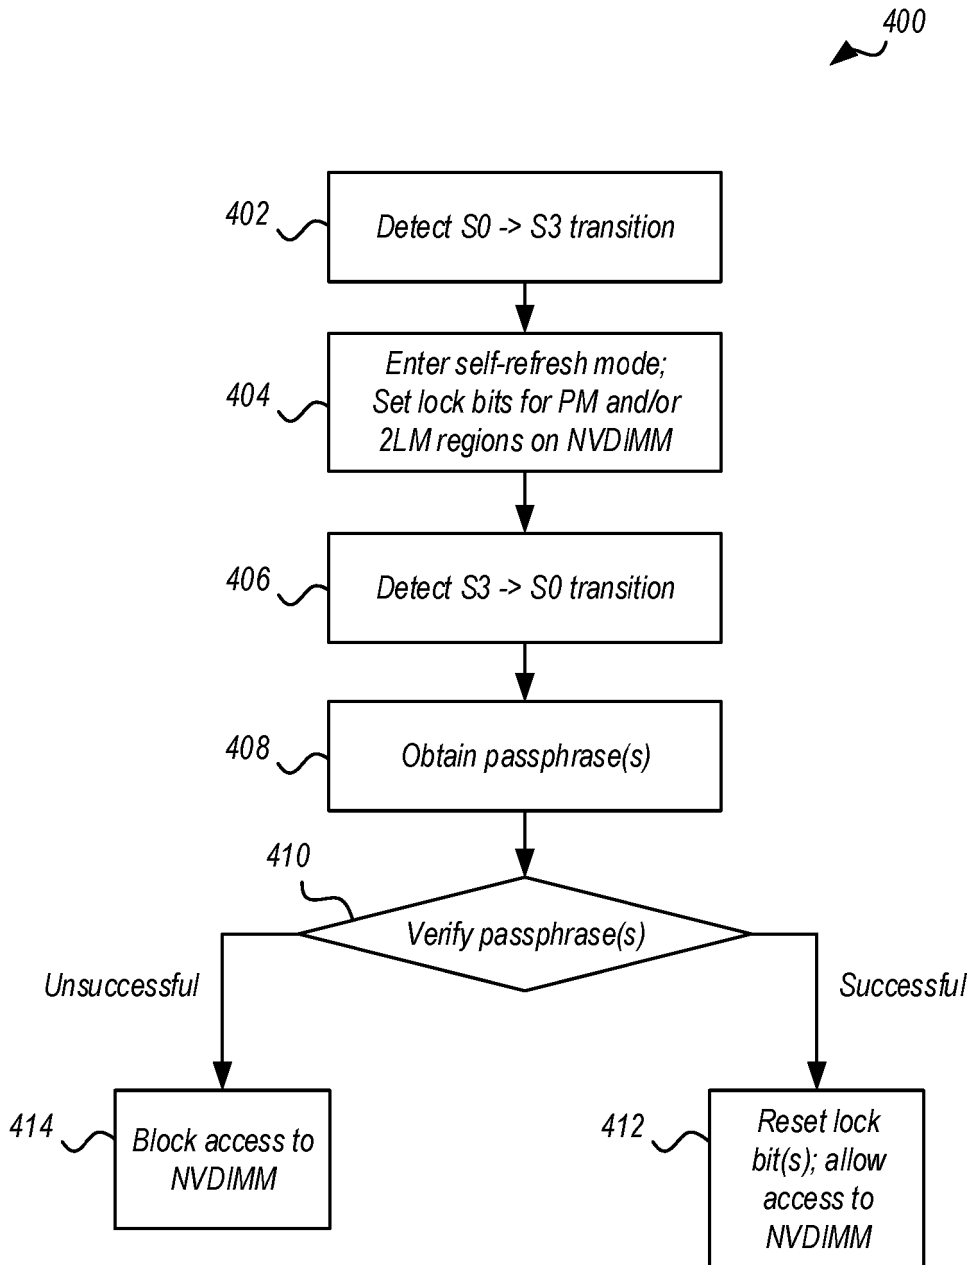 400
402
Detect S0 -> S3 transition
404
Enter self-refresh mode;
Set lock bits for PM and/or
2LM regions on NVDIMM
406
Detect S3 -> S0 transition
408
Obtain passphrase(s)
410
Verify passphrase(s)
Unsuccessful
Successful
414
Block access to
NVDIMM
412
Reset lock
bit(s); allow
access to
NVDIMM